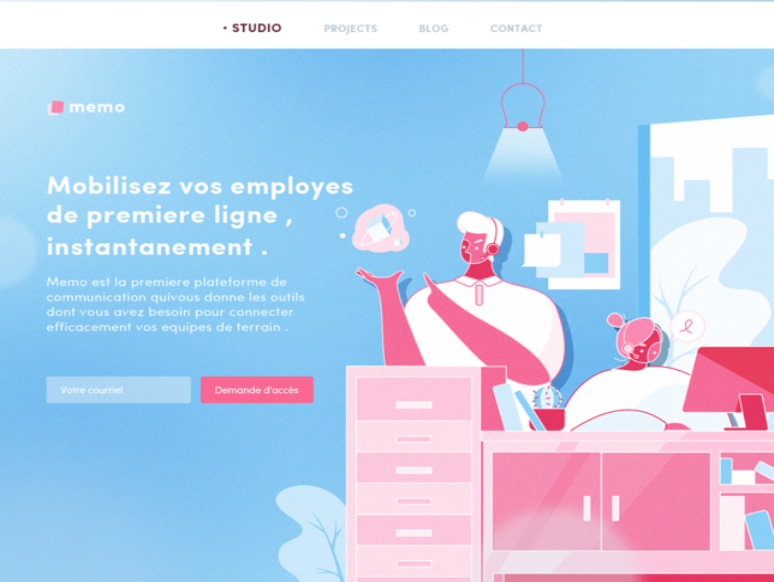 • STUDIO PROJECTS BLOG CONTACT
memo
Mobilisez vos employes
de premiere ligne ,
instantanement .
Memo est la premiere plateforme de
communication quivous donne les outils
dont vous avez besoin pour connecter
efficacement vos equipes de terrain .
Votre courriel Demande d'accès